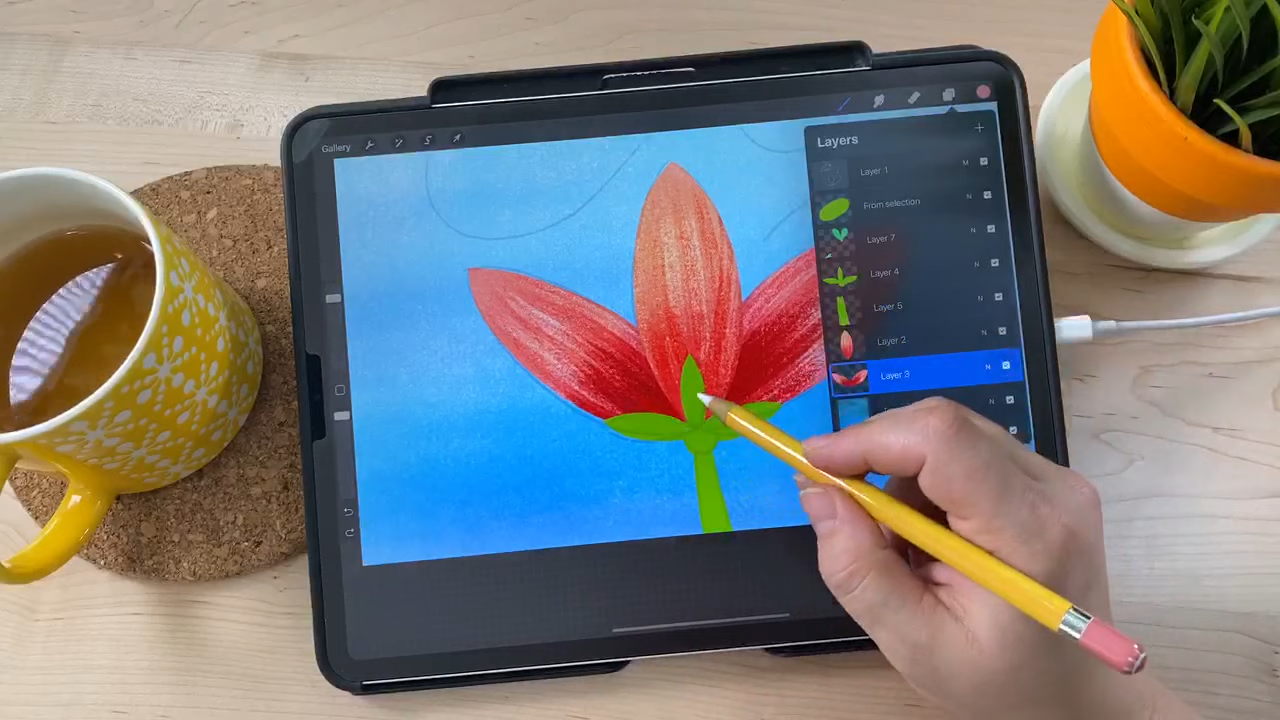 Gallery
Layers
Layer 1 M
From selection N
Layer 7 N
Layer 4 N
Layer 5 N
Layer 2 N
Layer 3 N
N